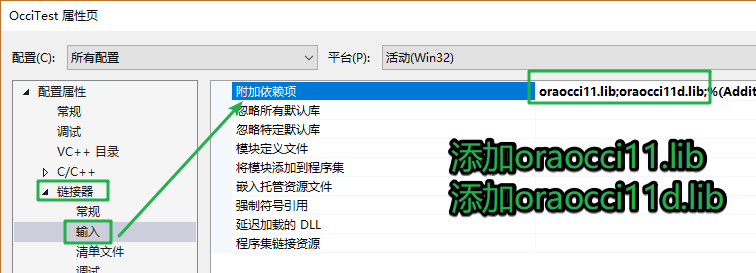 OcciTest 属性页
配置(C): 所有配置 平台(P): 活动(Win32)
配置属性
常规
调试
VC++ 目录
C/C++
链接器
常规
输入
清单文件
调试
附加依赖项 oraocci11.lib;oraocci11d.lib;%(Addit
忽略所有默认库
忽略特定默认库
模块定义文件
将模块添加到程序集
嵌入托管资源文件
强制符号引用
延迟加载的 DLL
程序集链接资源
添加oraocci11.lib
添加oraocci11d.lib